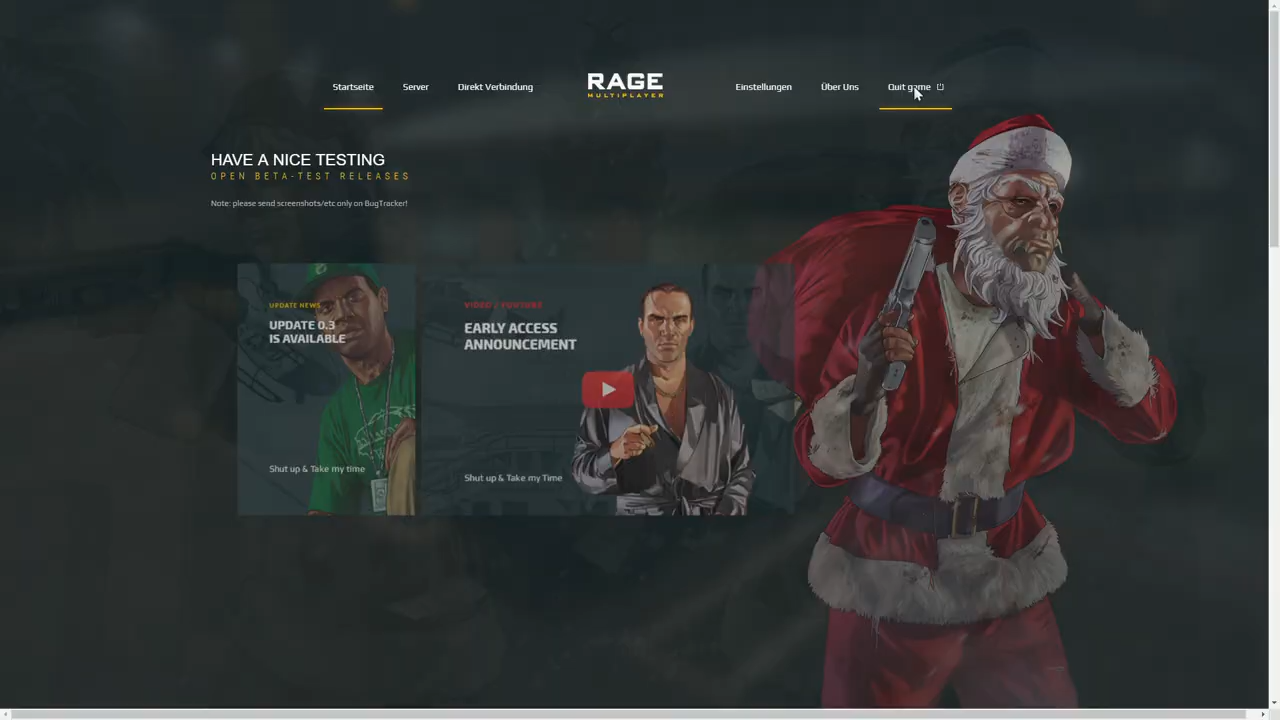 Startseite
Server
Direkt Verbindung
RAGE
MULTIPLAYER
Einstellungen
Über Uns
Quit game
HAVE A NICE TESTING
OPEN BETA-TEST RELEASES
Note: please send screenshots/etc only on BugTracker!
UPDATE NEWS
UPDATE 0.3
IS AVAILABLE
Shut up & Take my time
VIDEO / YOUTUBE
EARLY ACCESS
ANNOUNCEMENT
Shut up & Take my Time